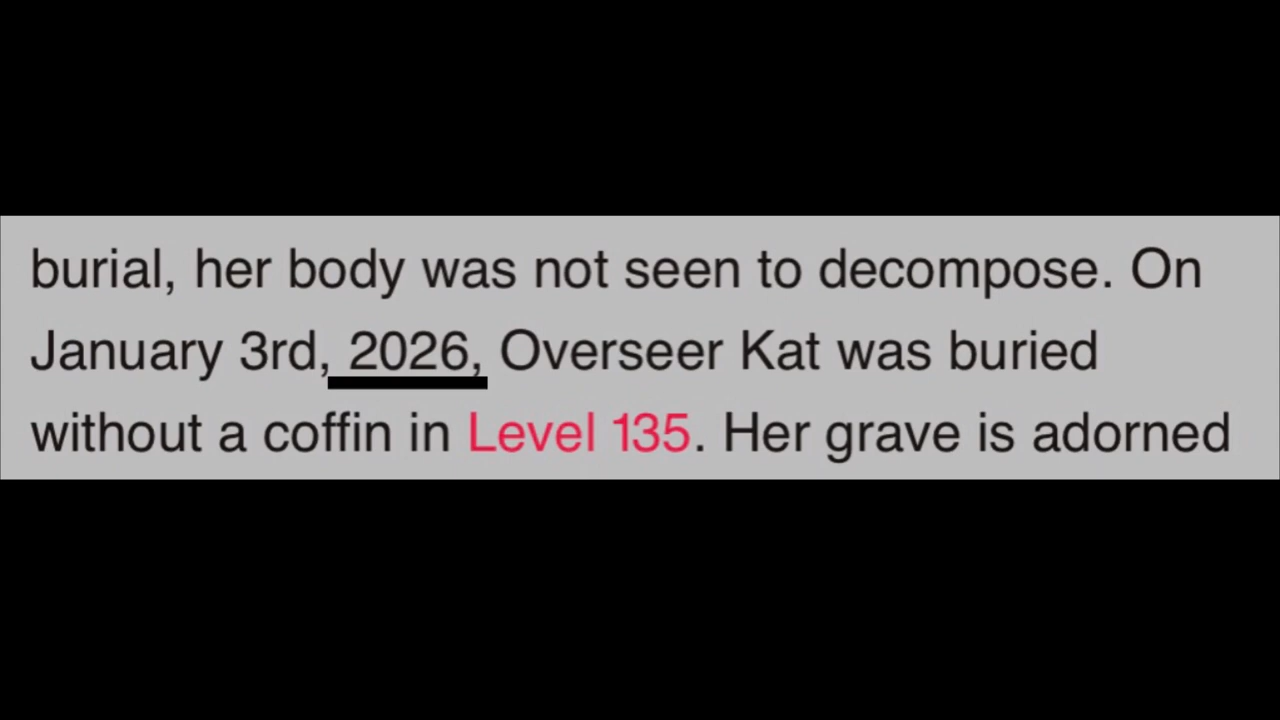 burial, her body was not seen to decompose. On
January 3rd, 2026, Overseer Kat was buried
without a coffin in Level 135. Her grave is adorned